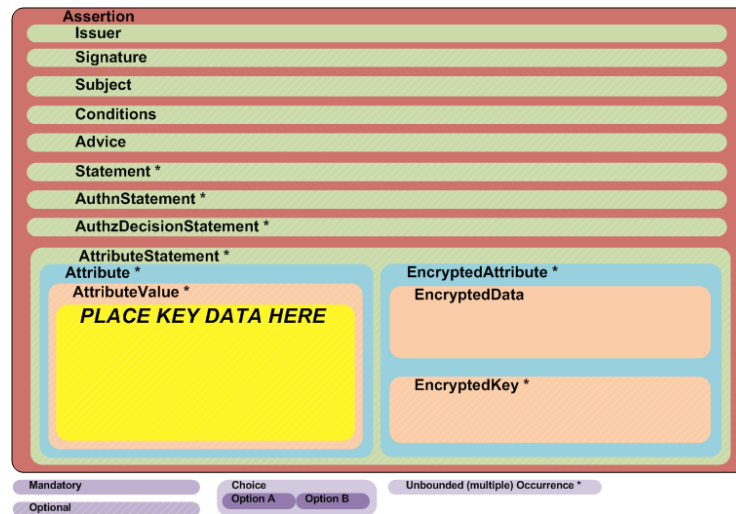 Assertion
Issuer
Signature
Subject
Conditions
Advice
Statement *
AuthnStatement *
AuthzDecisionStatement *
AttributeStatement *
Attribute *
EncryptedAttribute *
AttributeValue *
EncryptedData
PLACE KEY DATA HERE
EncryptedKey *
Mandatory
Choice
Unbounded (multiple) Occurrence *
Option A
Option B
Optional